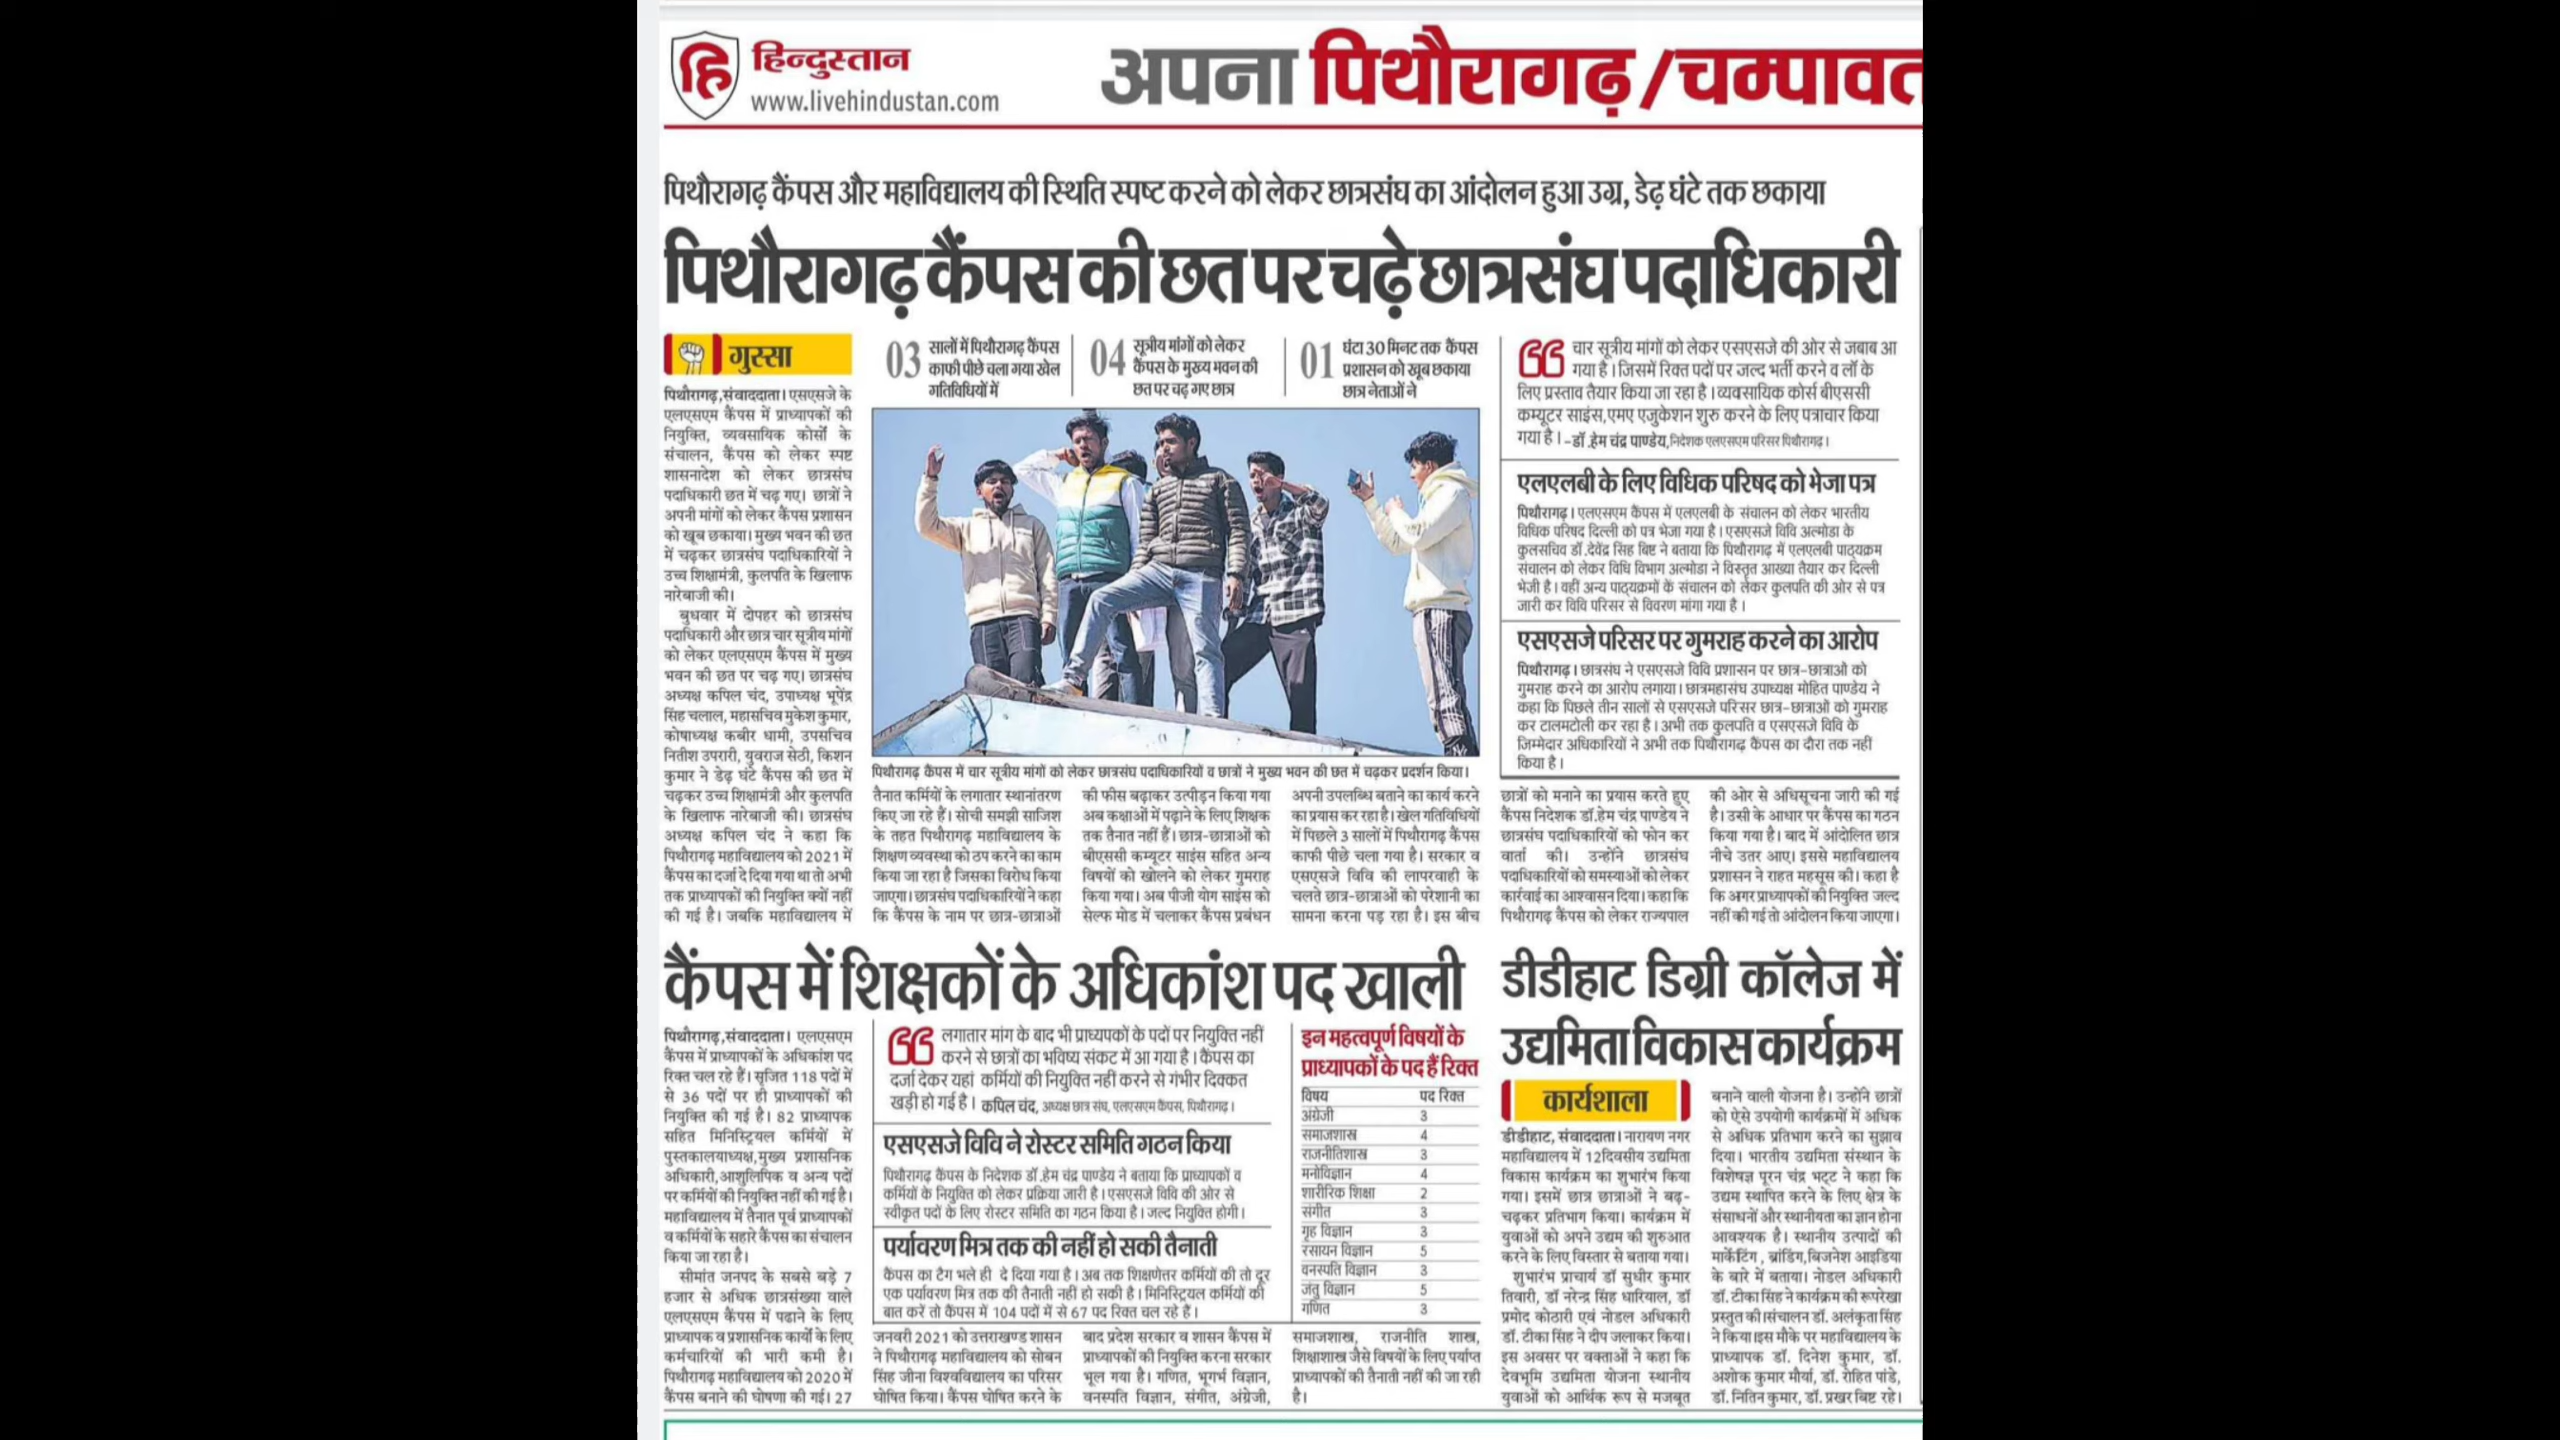 हिन्दुस्तान
www.livehindustan.com
अपना पिथौरागढ़/चम्पावत
पिथौरागढ़ कैंपस और महाविद्यालय की स्थिति स्पष्ट करने को लेकर छात्रसंघ का आंदोलन हुआ उग्र, डेढ़ घंटे तक छकाया
पिथौरागढ़ कैंपस की छत पर चढ़े छात्रसंघ पदाधिकारी
गुस्सा
पिथौरागढ़,संवाददाता। एसएसजे के
एलएसएम कैंपस में प्राध्यापकों की
नियुक्ति, व्यवसायिक कोर्सों के
संचालन, कैंपस को लेकर स्पष्ट
शासनादेश को लेकर छात्रसंघ
पदाधिकारी छत में चढ़ गए। छात्रों ने
अपनी मांगों को लेकर कैंपस प्रशासन
को खूब छकाया। मुख्य भवन की छत
में चढ़कर छात्रसंघ पदाधिकारियों ने
उच्च शिक्षामंत्री, कुलपति के खिलाफ
नारेबाजी की।
बुधवार में दोपहर को छात्रसंघ
पदाधिकारी और छात्र चार सूत्रीय मांगों
को लेकर एलएसएम कैंपस में मुख्य
भवन की छत पर चढ़ गए। छात्रसंघ
अध्यक्ष कपिल चंद, उपाध्यक्ष भूपेंद्र
सिंह चलाल, महासचिव मुकेश कुमार,
कोषाध्यक्ष कबीर धामी, उपसचिव
नितीश उपरारी, युवराज सेठी, किशन
कुमार ने डेढ़ घंटे कैंपस की छत में
चढ़कर उच्च शिक्षामंत्री और कुलपति
के खिलाफ नारेबाजी की। छात्रसंघ
अध्यक्ष कपिल चंद ने कहा कि
पिथौरागढ़ महाविद्यालय को 2021 में
कैंपस का दर्जा दे दिया गया था तो अभी
तक प्राध्यापकों की नियुक्ति क्यों नहीं
की गई है। जबकि महाविद्यालय में
03 सालों में पिथौरागढ़ कैंपस
काफी पीछे चला गया खेल
गतिविधियों में
04 सूत्रीय मांगों को लेकर
कैंपस के मुख्य भवन की
छत पर चढ़ गए छात्र
01 घंटा 30 मिनट तक कैंपस
प्रशासन को खूब छकाया
छात्र नेताओं ने
पिथौरागढ़ कैंपस में चार सूत्रीय मांगों को लेकर छात्रसंघ पदाधिकारियों व छात्रों ने मुख्य भवन की छत में चढ़कर प्रदर्शन किया।
तैनात कर्मियों के लगातार स्थानांतरण
किए जा रहे हैं। सोची समझी साजिश
के तहत पिथौरागढ़ महाविद्यालय के
शिक्षण व्यवस्था को ठप करने का काम
किया जा रहा है जिसका विरोध किया
जाएगा। छात्रसंघ पदाधिकारियों ने कहा
कि कैंपस के नाम पर छात्र-छात्राओं
की फीस बढ़ाकर उत्पीड़न किया गया
अब कक्षाओं में पढ़ाने के लिए शिक्षक
तक तैनात नहीं हैं। छात्र-छात्राओं को
बीएससी कम्यूटर साइंस सहित अन्य
विषयों को खोलने को लेकर गुमराह
किया गया। अब पीजी योग साइंस को
सेल्फ मोड में चलाकर कैंपस प्रबंधन
अपनी उपलब्धि बताने का कार्य करने
का प्रयास कर रहा है। खेल गतिविधियों
में पिछले 3 सालों में पिथौरागढ़ कैंपस
काफी पीछे चला गया है। सरकार व
एसएसजे विवि की लापरवाही के
चलते छात्र-छात्राओं को परेशानी का
सामना करना पड़ रहा है। इस बीच
छात्रों को मनाने का प्रयास करते हुए
कैंपस निदेशक डॉ.हेम चंद्र पाण्डेय ने
छात्रसंघ पदाधिकारियों को फोन कर
वार्ता की। उन्होंने छात्रसंघ
पदाधिकारियों को समस्याओं को लेकर
कार्रवाई का आश्वासन दिया। कहा कि
पिथौरागढ़ कैंपस को लेकर राज्यपाल
की ओर से अधिसूचना जारी की गई
है। उसी के आधार पर कैंपस का गठन
किया गया है। बाद में आंदोलित छात्र
नीचे उतर आए। इससे महाविद्यालय
प्रशासन ने राहत महसूस की। कहा है
कि अगर प्राध्यापकों की नियुक्ति जल्द
नहीं की गई तो आंदोलन किया जाएगा।
चार सूत्रीय मांगों को लेकर एसएसजे की ओर से जबाब आ
गया है। जिसमें रिक्त पदों पर जल्द भर्ती करने व लॉ के
लिए प्रस्ताव तैयार किया जा रहा है। व्यवसायिक कोर्स बीएससी
कम्यूटर साइंस,एमए एजुकेशन शुरु करने के लिए पत्राचार किया
गया है। -डॉ.हेम चंद्र पाण्डेय,निदेशक एलएसएम परिसर पिथौरागढ़।
एलएलबी के लिए विधिक परिषद को भेजा पत्र
पिथौरागढ़। एलएसएम कैंपस में एलएलबी के संचालन को लेकर भारतीय
विधिक परिषद दिल्ली को पत्र भेजा गया है। एसएसजे विवि अल्मोडा के
कुलसचिव डॉ.देवेंद्र सिंह बिष्ट ने बताया कि पिथौरागढ़ में एलएलबी पाठ्यक्रम
संचालन को लेकर विधि विभाग अल्मोडा ने विस्तृत आख्या तैयार कर दिल्ली
भेजी है। वहीं अन्य पाठ्यक्रमों के संचालन को लेकर कुलपति की ओर से पत्र
जारी कर विवि परिसर से विवरण मांगा गया है।
एसएसजे परिसर पर गुमराह करने का आरोप
पिथौरागढ़। छात्रसंघ ने एसएसजे विवि प्रशासन पर छात्र-छात्राओं को
गुमराह करने का आरोप लगाया। छात्रमहासंघ उपाध्यक्ष मोहित पाण्डेय ने
कहा कि पिछले तीन सालों से एसएसजे परिसर छात्र-छात्राओं को गुमराह
कर टालमटोली कर रहा है। अभी तक कुलपति व एसएसजे विवि के
जिम्मेदार अधिकारियों ने अभी तक पिथौरागढ़ कैंपस का दौरा तक नहीं
किया है।
कैंपस में शिक्षकों के अधिकांश पद खाली
पिथौरागढ़,संवाददाता। एलएसएम
कैंपस में प्राध्यापकों के अधिकांश पद
रिक्त चल रहे हैं। सृजित 118 पदों में
से 36 पदों पर ही प्राध्यापकों की
नियुक्ति की गई है। 82 प्राध्यापक
सहित मिनिस्ट्रियल कर्मियों में
पुस्तकालयाध्यक्ष,मुख्य प्रशासनिक
अधिकारी,आशुलिपिक व अन्य पदों
पर कर्मियों की नियुक्ति नहीं की गई है।
महाविद्यालय में तैनात पूर्व प्राध्यापकों
व कर्मियों के सहारे कैंपस का संचालन
किया जा रहा है।
सीमांत जनपद के सबसे बड़े 7
हजार से अधिक छात्रसंख्या वाले
एलएसएम कैंपस में पढाने के लिए
प्राध्यापक व प्रशासनिक कार्यों के लिए
कर्मचारियों की भारी कमी है।
पिथौरागढ़ महाविद्यालय को 2020 में
कैंपस बनाने की घोषणा की गई। 27
लगातार मांग के बाद भी प्राध्यपकों के पदों पर नियुक्ति नहीं
करने से छात्रों का भविष्य संकट में आ गया है। कैंपस का
दर्जा देकर यहां कर्मियों की नियुक्ति नहीं करने से गंभीर दिक्कत
खड़ी हो गई है। कपिल चंद, अध्यक्ष छात्र संघ, एलएसएम कैंपस, पिथौरागढ़।
एसएसजे विवि ने रोस्टर समिति गठन किया
पिथौरागढ़ कैंपस के निदेशक डॉ.हेम चंद्र पाण्डेय ने बताया कि प्राध्यापकों व
कर्मियों के नियुक्ति को लेकर प्रक्रिया जारी है। एसएसजे विवि की ओर से
स्वीकृत पदों के लिए रोस्टर समिति का गठन किया है। जल्द नियुक्ति होगी।
पर्यावरण मित्र तक की नहीं हो सकी तैनाती
कैंपस का टैग भले ही दे दिया गया है। अब तक शिक्षणेत्तर कर्मियों की तो दूर
एक पर्यावरण मित्र तक की तैनाती नहीं हो सकी है। मिनिस्ट्रियल कर्मियों की
बात करें तो कैंपस में 104 पदों में से 67 पद रिक्त चल रहे हैं।
जनवरी 2021 को उत्तराखण्ड शासन
ने पिथौरागढ़ महाविद्यालय को सोबन
सिंह जीना विश्वविद्यालय का परिसर
घोषित किया। कैंपस घोषित करने के
बाद प्रदेश सरकार व शासन कैंपस में
प्राध्यापकों की नियुक्ति करना सरकार
भूल गया है। गणित, भूगर्भ विज्ञान,
वनस्पति विज्ञान, संगीत, अंग्रेजी,
समाजशास्त्र, राजनीति शास्त्र,
शिक्षाशास्त्र जैसे विषयों के लिए पर्याप्त
प्राध्यापकों की तैनाती नहीं की जा रही
है।
इन महत्वपूर्ण विषयों के
प्राध्यापकों के पद हैं रिक्त
विषय पद रिक्त
अंग्रेजी 3
समाजशास्त्र 4
राजनीतिशास्त्र 3
मनोविज्ञान 4
शारीरिक शिक्षा 2
संगीत 3
गृह विज्ञान 3
रसायन विज्ञान 5
वनस्पति विज्ञान 3
जंतु विज्ञान 5
गणित 3
डीडीहाट डिग्री कॉलेज में
उद्यमिता विकास कार्यक्रम
कार्यशाला
डीडीहाट, संवाददाता। नारायण नगर
महाविद्यालय में 12दिवसीय उद्यमिता
विकास कार्यक्रम का शुभारंभ किया
गया। इसमें छात्र छात्राओं ने बढ़-
चढ़कर प्रतिभाग किया। कार्यक्रम में
युवाओं को अपने उद्यम की शुरुआत
करने के लिए विस्तार से बताया गया।
शुभारंभ प्राचार्य डॉ सुधीर कुमार
तिवारी, डॉ नरेन्द्र सिंह धारियाल, डॉ
प्रमोद कोठारी एवं नोडल अधिकारी
डॉ. टीका सिंह ने दीप जलाकर किया।
इस अवसर पर वक्ताओं ने कहा कि
देवभूमि उद्यमिता योजना स्थानीय
युवाओं को आर्थिक रूप से मजबूत
बनाने वाली योजना है। उन्होंने छात्रों
को ऐसे उपयोगी कार्यक्रमों में अधिक
से अधिक प्रतिभाग करने का सुझाव
दिया। भारतीय उद्यमिता संस्थान के
विशेषज्ञ पूरन चंद्र भट्ट ने कहा कि
उद्यम स्थापित करने के लिए क्षेत्र के
संसाधनों और स्थानीयता का ज्ञान होना
आवश्यक है। स्थानीय उत्पादों की
मार्केटिंग , ब्रांडिंग,बिजनेश आइडिया
के बारे में बताया। नोडल अधिकारी
डॉ. टीका सिंह ने कार्यक्रम की रूपरेखा
प्रस्तुत की।संचालन डॉ. अलंकृता सिंह
ने किया।इस मौके पर महाविद्यालय के
प्राध्यापक डॉ. दिनेश कुमार, डॉ.
अशोक कुमार मौर्या, डॉ. रोहित पांडे,
डॉ. नितिन कुमार, डॉ. प्रखर बिष्ट रहे।